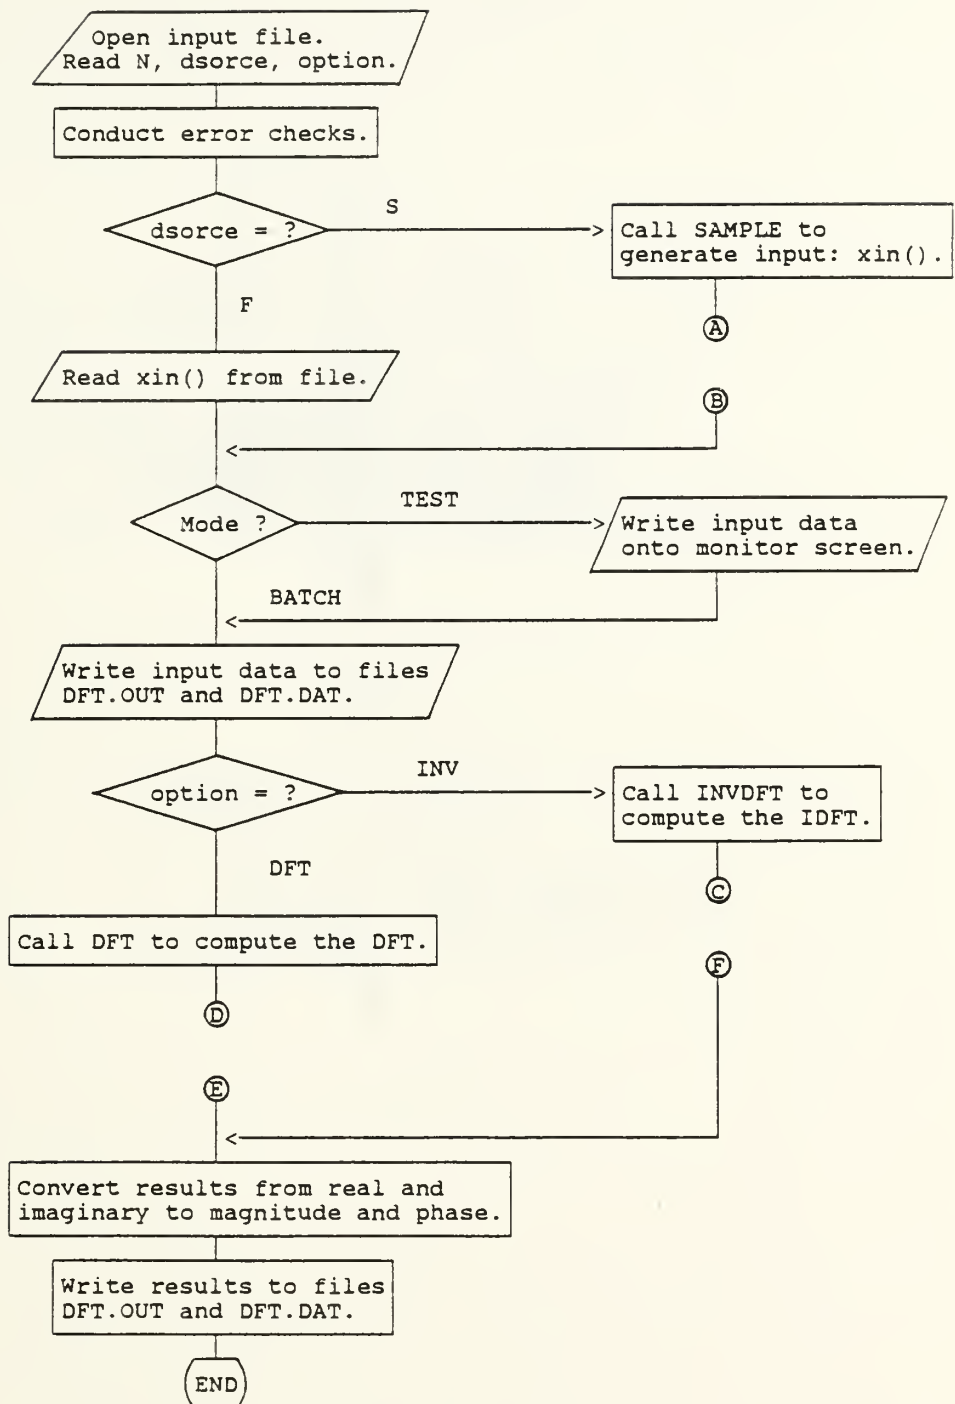 Open input file.
Read N, dsorce, option.
Conduct error checks.
dsorce = ?
S
Call SAMPLE to
generate input: xin().
F
A
Read xin() from file.
B
Mode ?
TEST
Write input data
onto monitor screen.
BATCH
Write input data to files
DFT.OUT and DFT.DAT.
option = ?
INV
Call INVDFT to
compute the IDFT.
DFT
C
Call DFT to compute the DFT.
F
D
E
Convert results from real and
imaginary to magnitude and phase.
Write results to files
DFT.OUT and DFT.DAT.
END